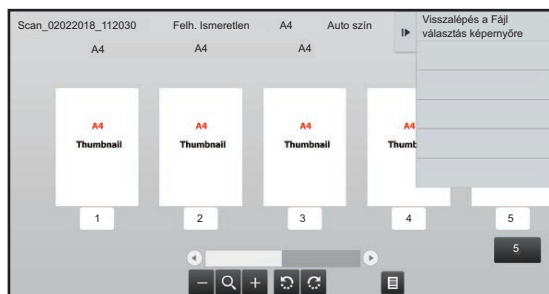 Scan_02022018_112030 Felh. Ismeretlen A4 Auto szín
Visszalépés a Fájl
választás képernyőre
A4 A4 A4
A4 A4 A4 A4
Thumbnail Thumbnail Thumbnail Thumb
1 2 3 4 5
5